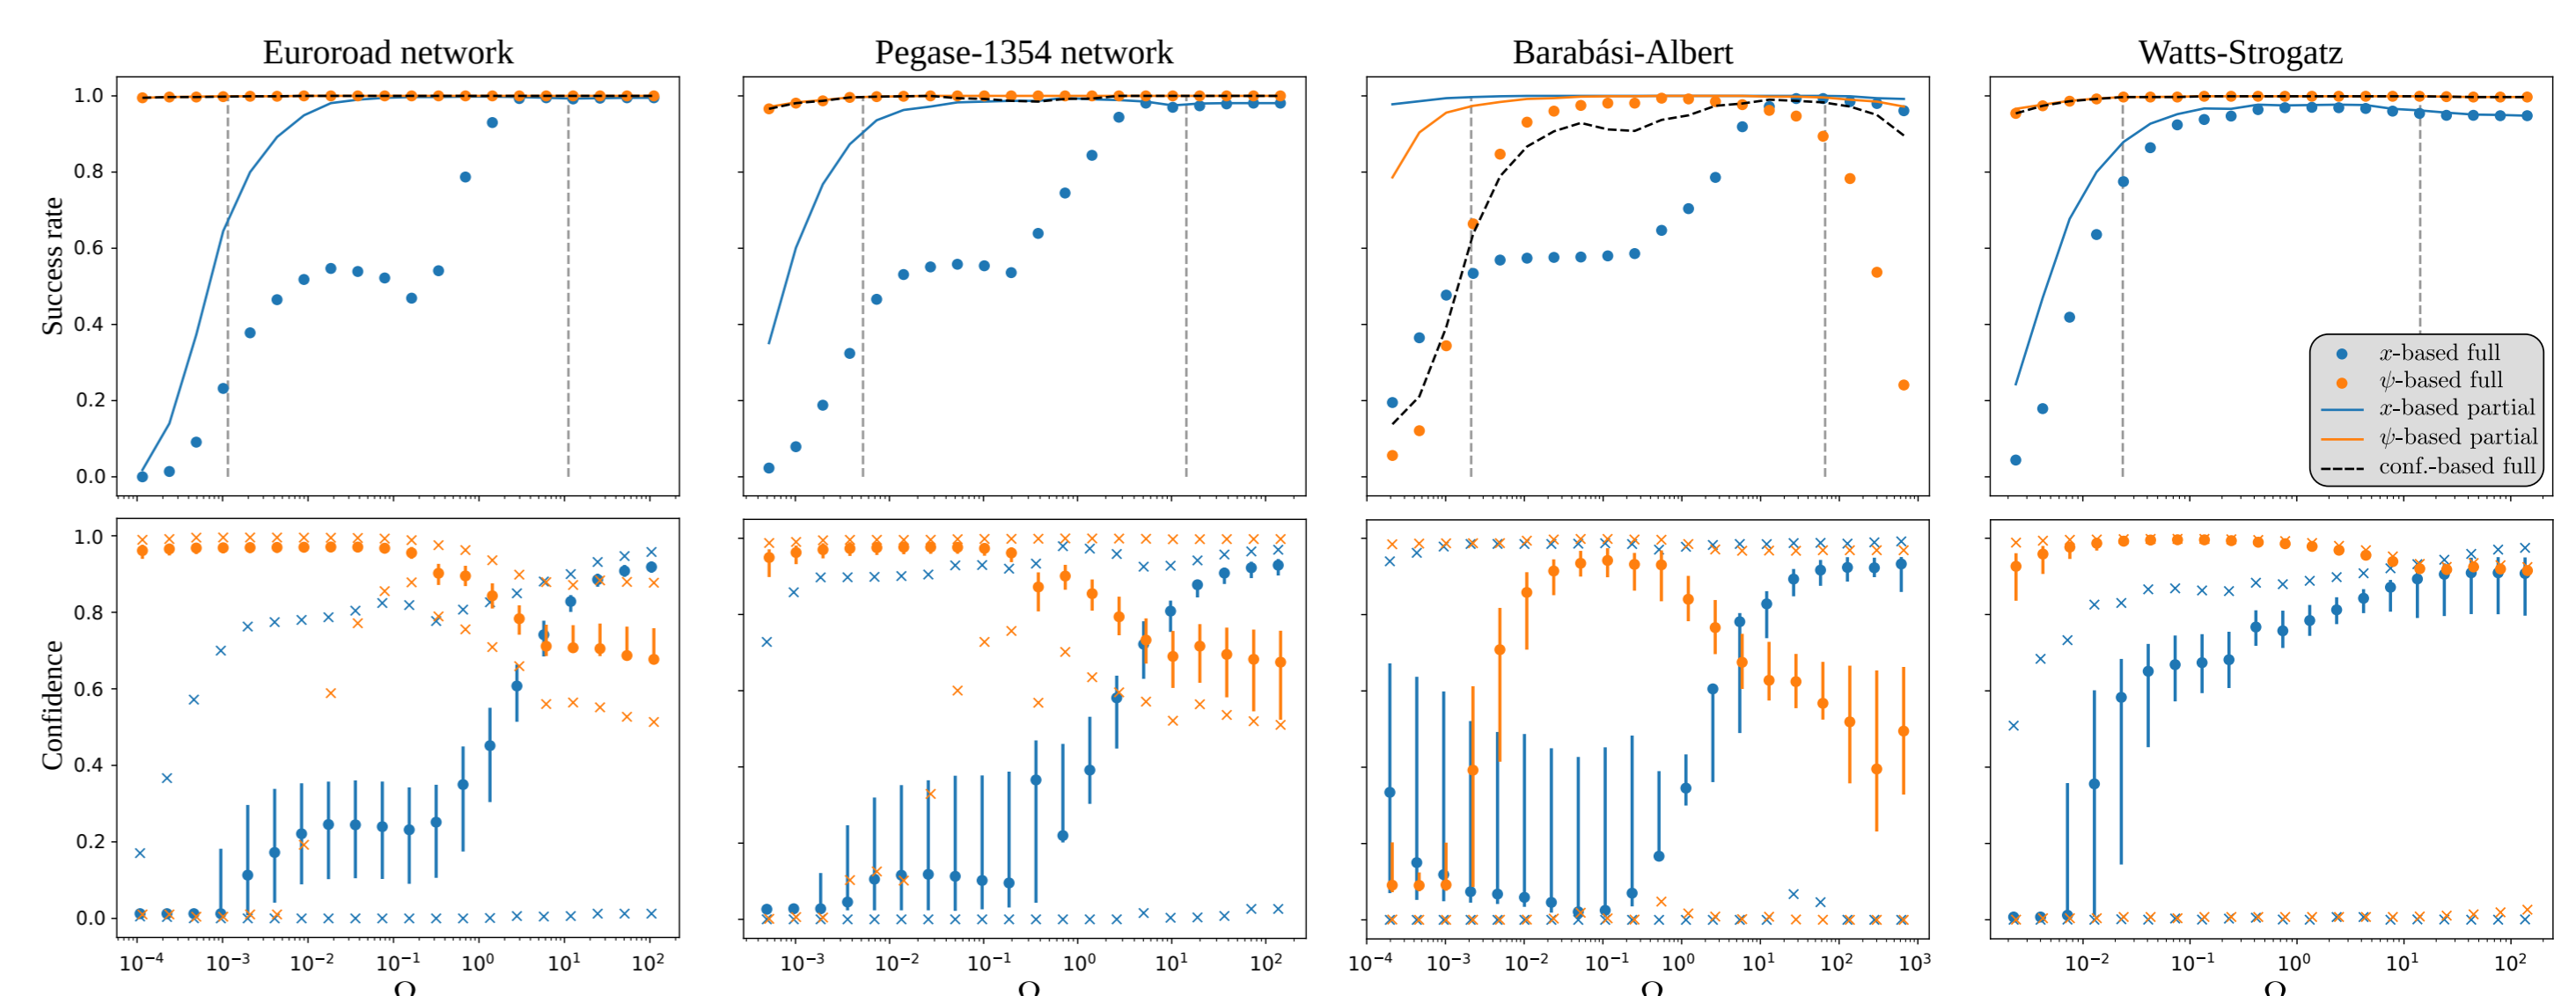 Euroroad network
Pegase-1354 network
Barabási-Albert
Watts-Strogatz
Success rate
1.0
0.8
0.6
0.4
0.2
0.0
x-based full
ψ-based full
x-based partial
ψ-based partial
conf.-based full
Confidence
1.0
0.8
0.6
0.4
0.2
0.0
10⁻⁴ 10⁻³ 10⁻² 10⁻¹ 10⁰ 10¹ 10²
10⁻³ 10⁻² 10⁻¹ 10⁰ 10¹ 10²
10⁻⁴ 10⁻³ 10⁻² 10⁻¹ 10⁰ 10¹ 10² 10³
10⁻² 10⁻¹ 10⁰ 10¹ 10²